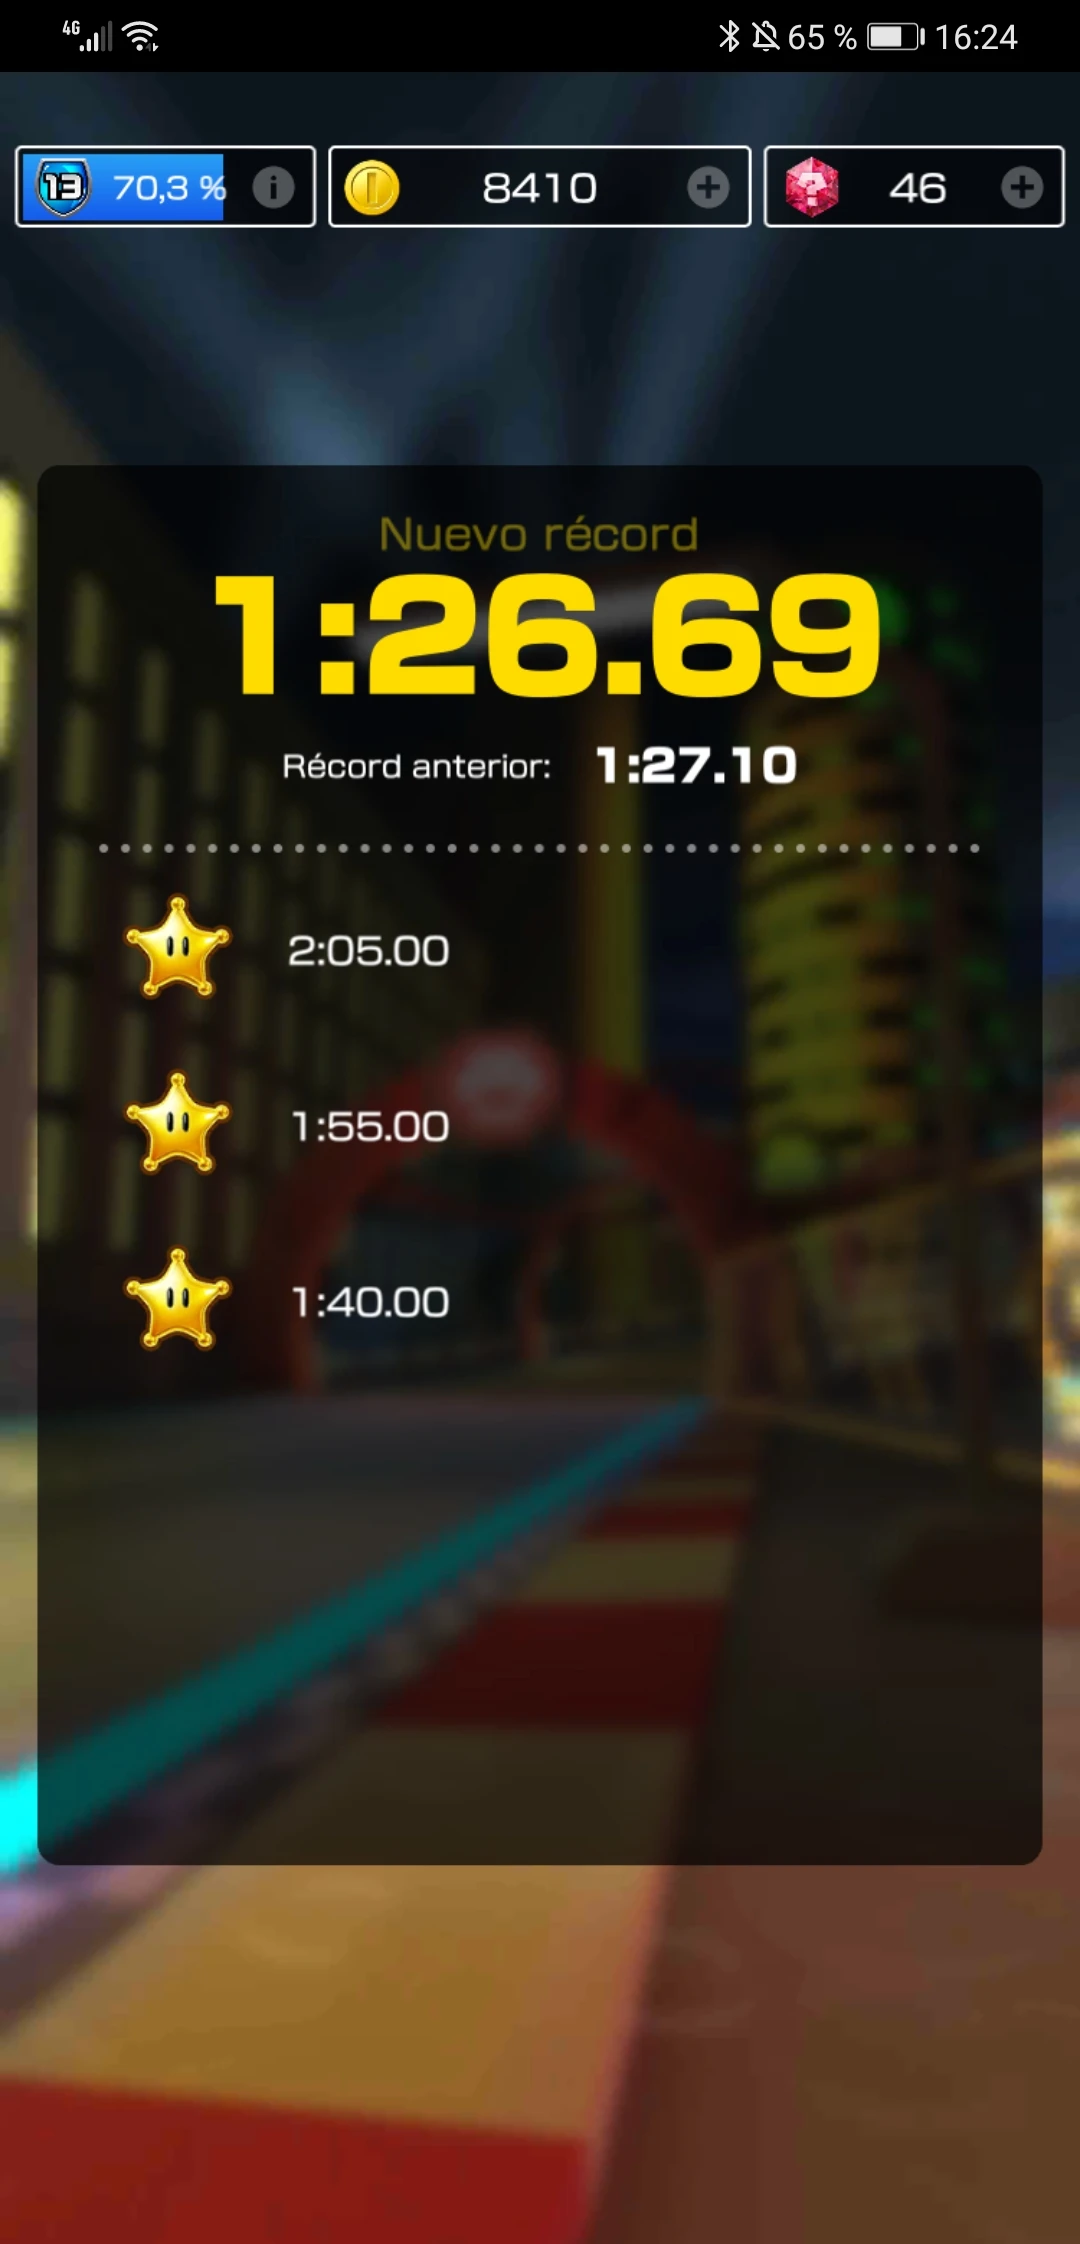 4G 65 % 16:24
13 70,3 % i 8410 + 46 +
Nuevo récord
1:26.69
Récord anterior: 1:27.10
2:05.00
1:55.00
1:40.00